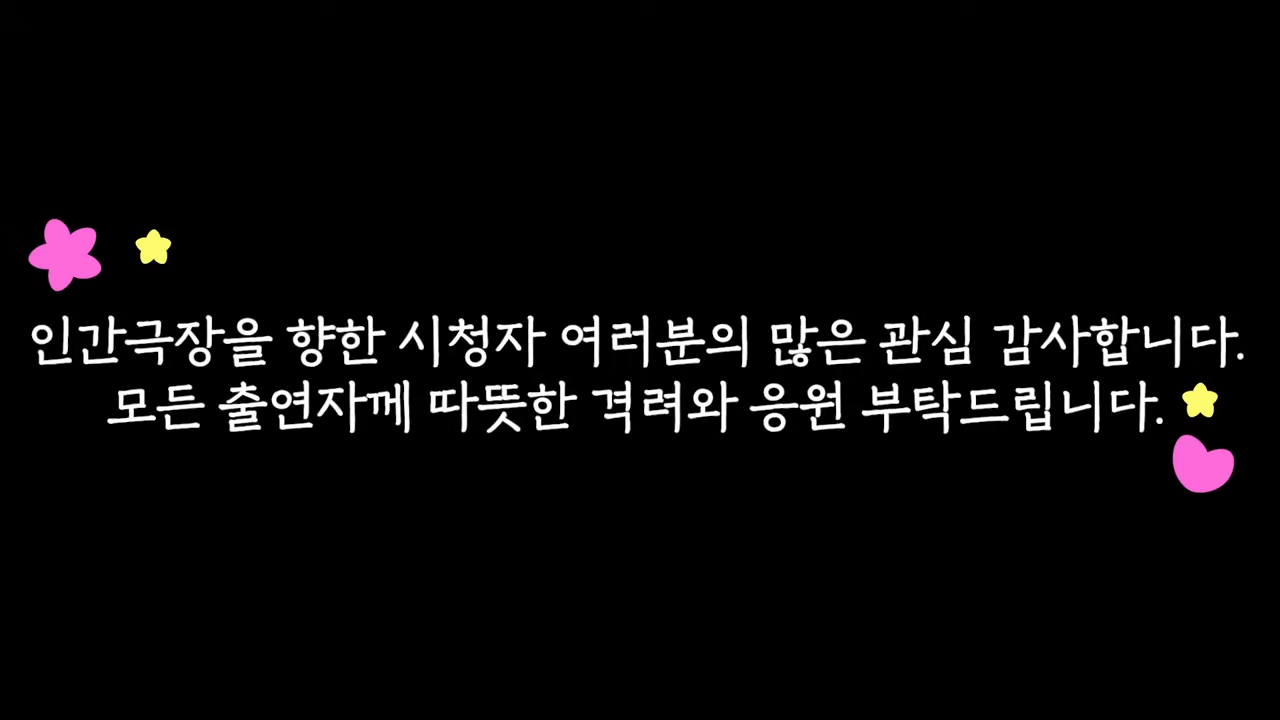 인간극장을 향한 시청자 여러분의 많은 관심 감사합니다.
모든 출연자께 따뜻한 격려와 응원 부탁드립니다.